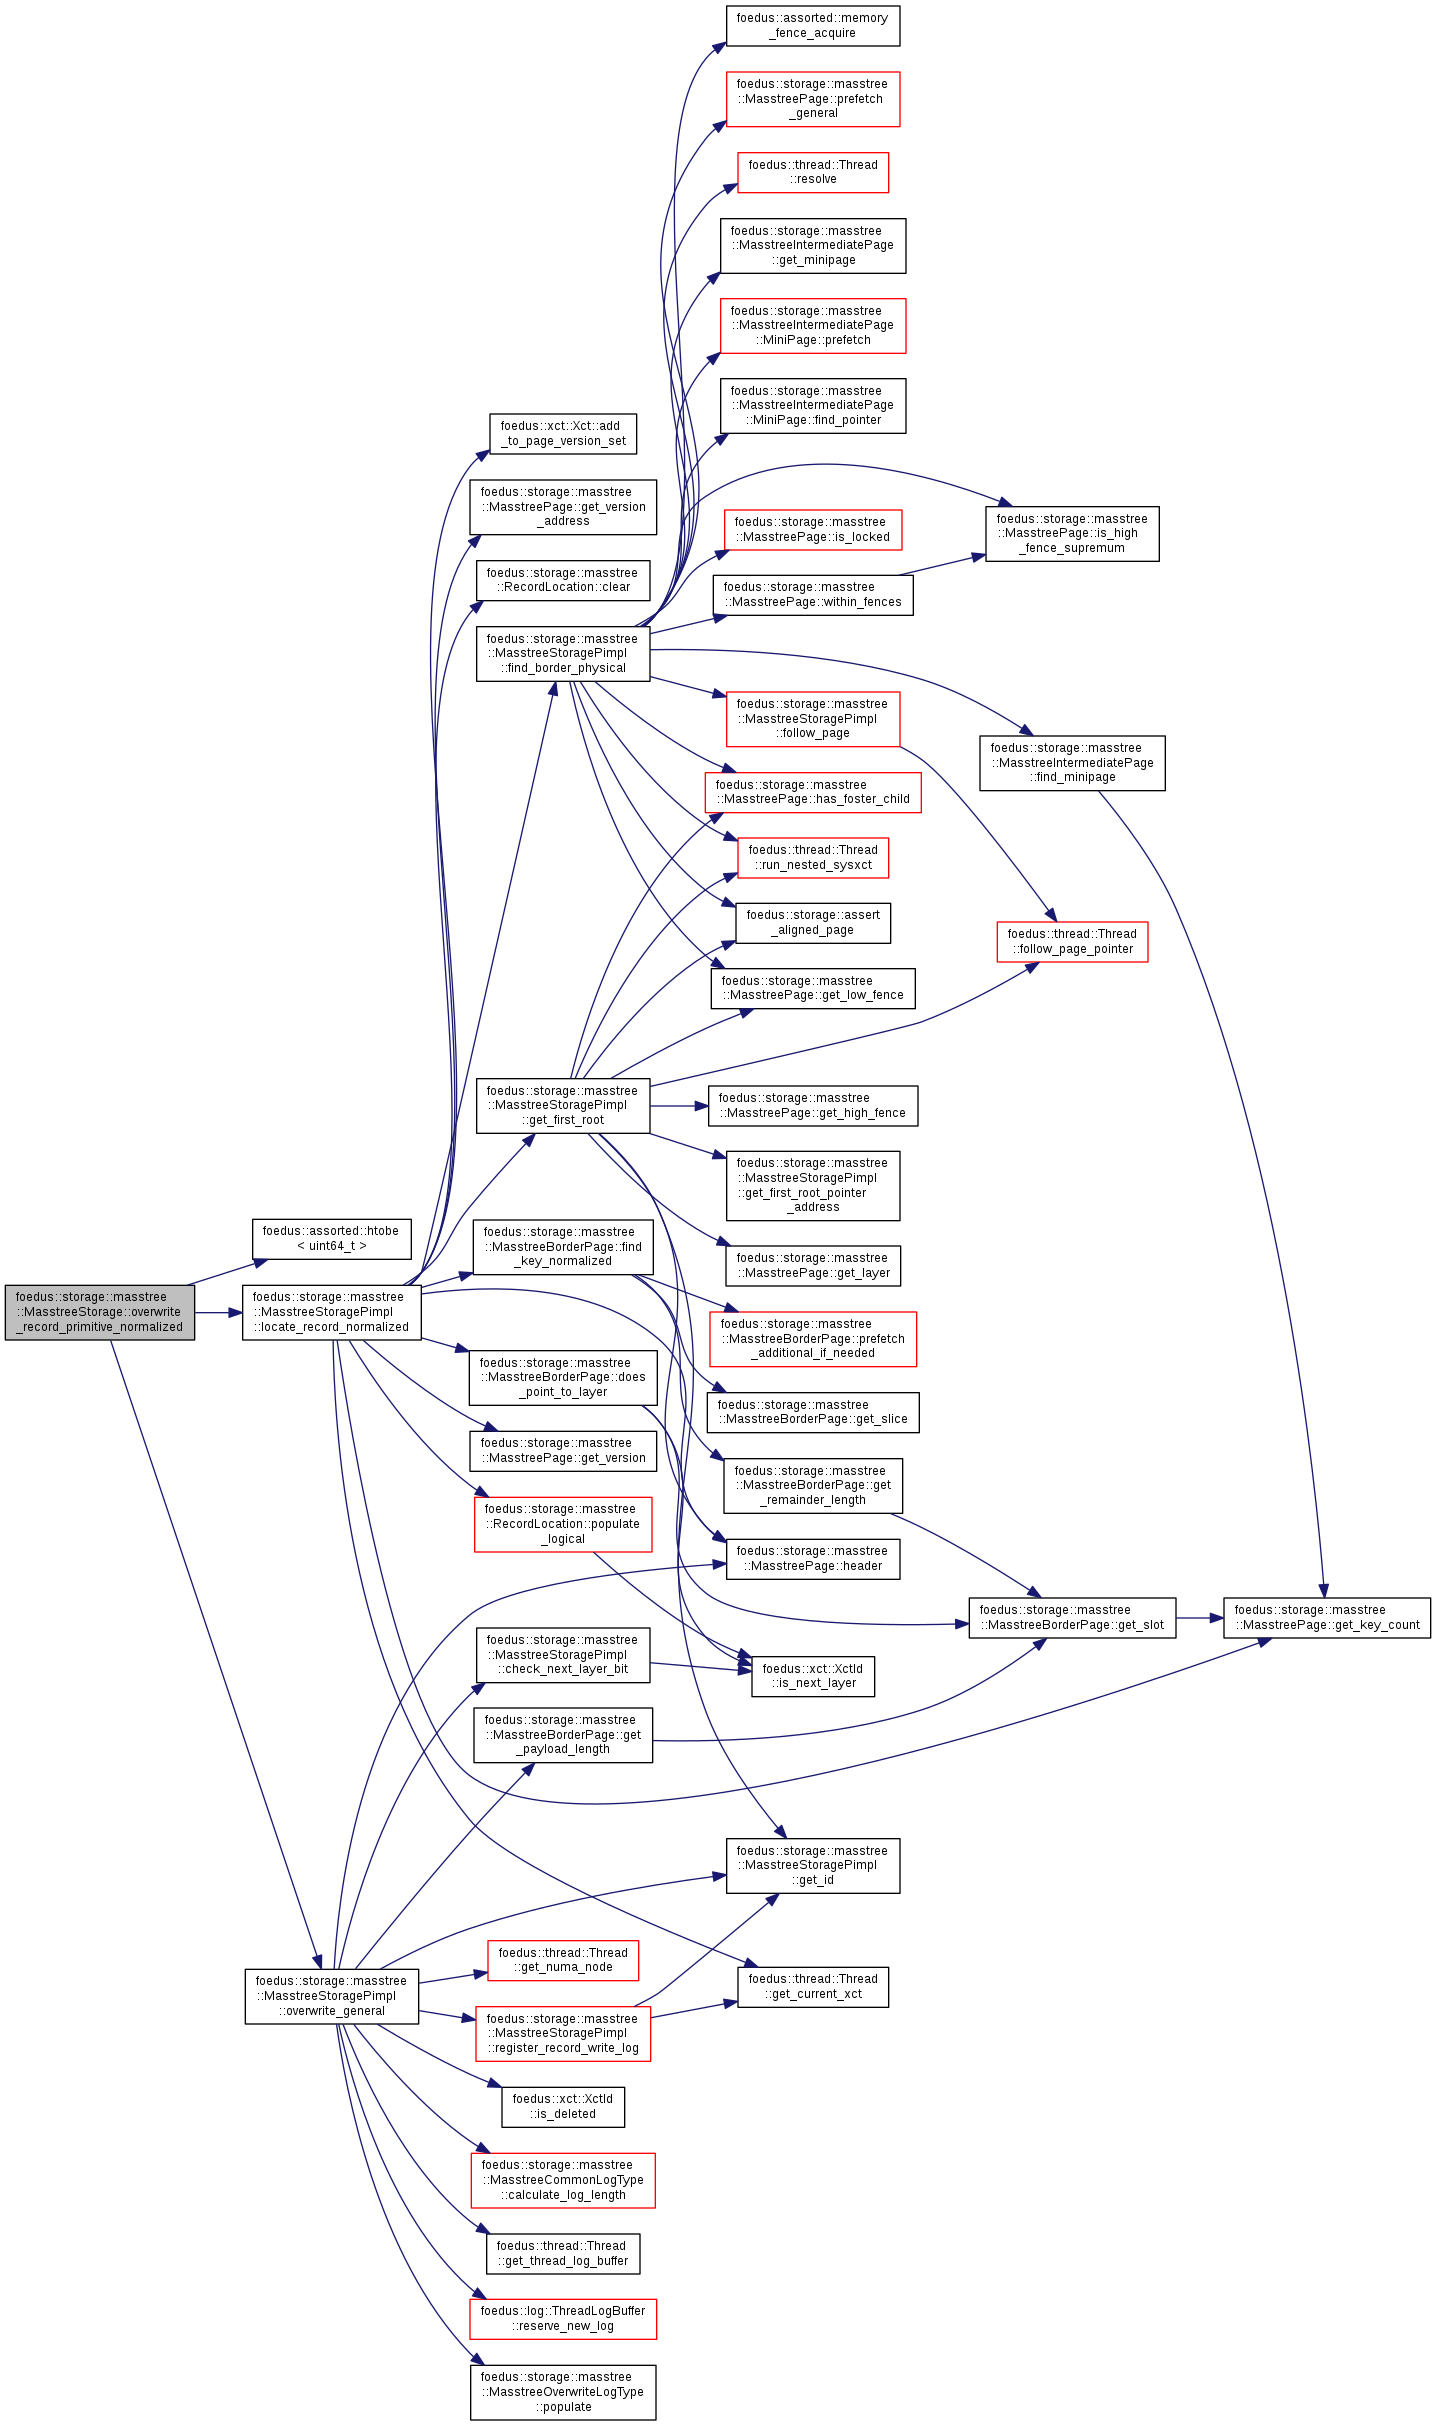 foedus::assorted::memory
_fence_acquire
foedus::storage::masstree
::MasstreePage::prefetch
_general
foedus::thread::Thread
::resolve
foedus::storage::masstree
::MasstreeIntermediatePage
::get_minipage
foedus::storage::masstree
::MasstreeIntermediatePage
::MiniPage::prefetch
foedus::storage::masstree
::MasstreeIntermediatePage
::MiniPage::find_pointer
foedus::xct::Xct::add
_to_page_version_set
foedus::storage::masstree
::MasstreePage::get_version
_address
foedus::storage::masstree
::MasstreePage::is_locked
foedus::storage::masstree
::MasstreePage::is_high
_fence_supremum
foedus::storage::masstree
::RecordLocation::clear
foedus::storage::masstree
::MasstreePage::within_fences
foedus::storage::masstree
::MasstreeStoragePimpl
::find_border_physical
foedus::storage::masstree
::MasstreeStoragePimpl
::follow_page
foedus::storage::masstree
::MasstreeIntermediatePage
::find_minipage
foedus::storage::masstree
::MasstreePage::has_foster_child
foedus::thread::Thread
::run_nested_sysxct
foedus::storage::assert
_aligned_page
foedus::thread::Thread
::follow_page_pointer
foedus::storage::masstree
::MasstreePage::get_low_fence
foedus::storage::masstree
::MasstreeStoragePimpl
::get_first_root
foedus::storage::masstree
::MasstreePage::get_high_fence
foedus::storage::masstree
::MasstreeStoragePimpl
::get_first_root_pointer
_address
foedus::assorted::htobe
< uint64_t >
foedus::storage::masstree
::MasstreeBorderPage::find
_key_normalized
foedus::storage::masstree
::MasstreePage::get_layer
foedus::storage::masstree
::MasstreeStorage::overwrite
_record_primitive_normalized
foedus::storage::masstree
::MasstreeStoragePimpl
::locate_record_normalized
foedus::storage::masstree
::MasstreeBorderPage::prefetch
_additional_if_needed
foedus::storage::masstree
::MasstreeBorderPage::does
_point_to_layer
foedus::storage::masstree
::MasstreeBorderPage::get_slice
foedus::storage::masstree
::MasstreePage::get_version
foedus::storage::masstree
::MasstreeBorderPage::get
_remainder_length
foedus::storage::masstree
::RecordLocation::populate
_logical
foedus::storage::masstree
::MasstreePage::header
foedus::storage::masstree
::MasstreeBorderPage::get_slot
foedus::storage::masstree
::MasstreePage::get_key_count
foedus::storage::masstree
::MasstreeStoragePimpl
::check_next_layer_bit
foedus::xct::XctId
::is_next_layer
foedus::storage::masstree
::MasstreeBorderPage::get
_payload_length
foedus::storage::masstree
::MasstreeStoragePimpl
::get_id
foedus::thread::Thread
::get_numa_node
foedus::thread::Thread
::get_current_xct
foedus::storage::masstree
::MasstreeStoragePimpl
::overwrite_general
foedus::storage::masstree
::MasstreeStoragePimpl
::register_record_write_log
foedus::xct::XctId
::is_deleted
foedus::storage::masstree
::MasstreeCommonLogType
::calculate_log_length
foedus::thread::Thread
::get_thread_log_buffer
foedus::log::ThreadLogBuffer
::reserve_new_log
foedus::storage::masstree
::MasstreeOverwriteLogType
::populate